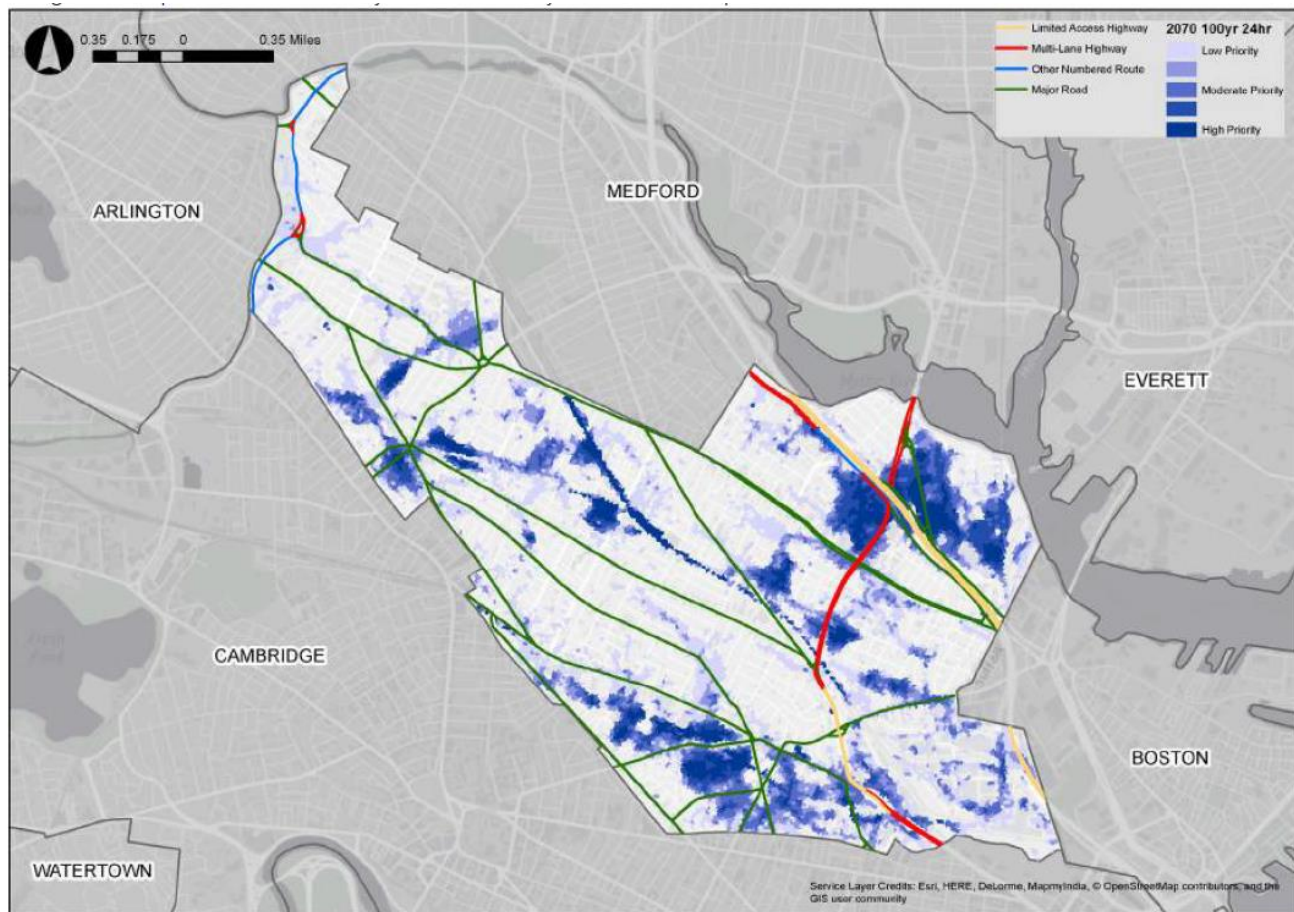 0.35 0.175 0 0.35 Miles
Limited Access Highway
Multi-Lane Highway
Other Numbered Route
Major Road
2070 100yr 24hr
Low Priority
Moderate Priority
High Priority
ARLINGTON
MEDFORD
EVERETT
CAMBRIDGE
BOSTON
WATERTOWN
Service Layer Credits: Esri, HERE, DeLorme, MapmyIndia, © OpenStreetMap contributors, and the
GIS user community